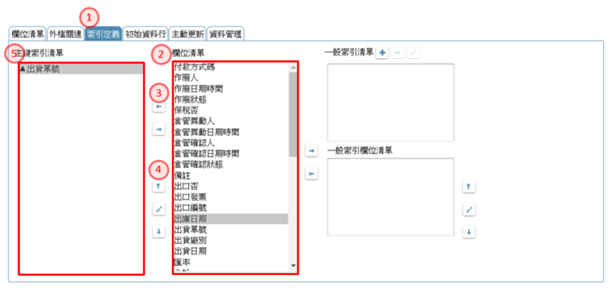 1
欄位清單 外檔關連 索引定義 初始資料行 主動更新 資料管理
5 主鍵索引清單
2 欄位清單
一般索引清單
▲出貨單號
付款方式碼
作廢人
作廢日期時間
3
作廢狀態
保稅否
倉管異動人
倉管異動日期時間
倉管確認人
倉管確認日期時間
一般索引欄位清單
4
倉管確認狀態
備註
出口否
出口發票
出口編號
出庫日期
出貨單號
出貨廠別
出貨日期
匯率